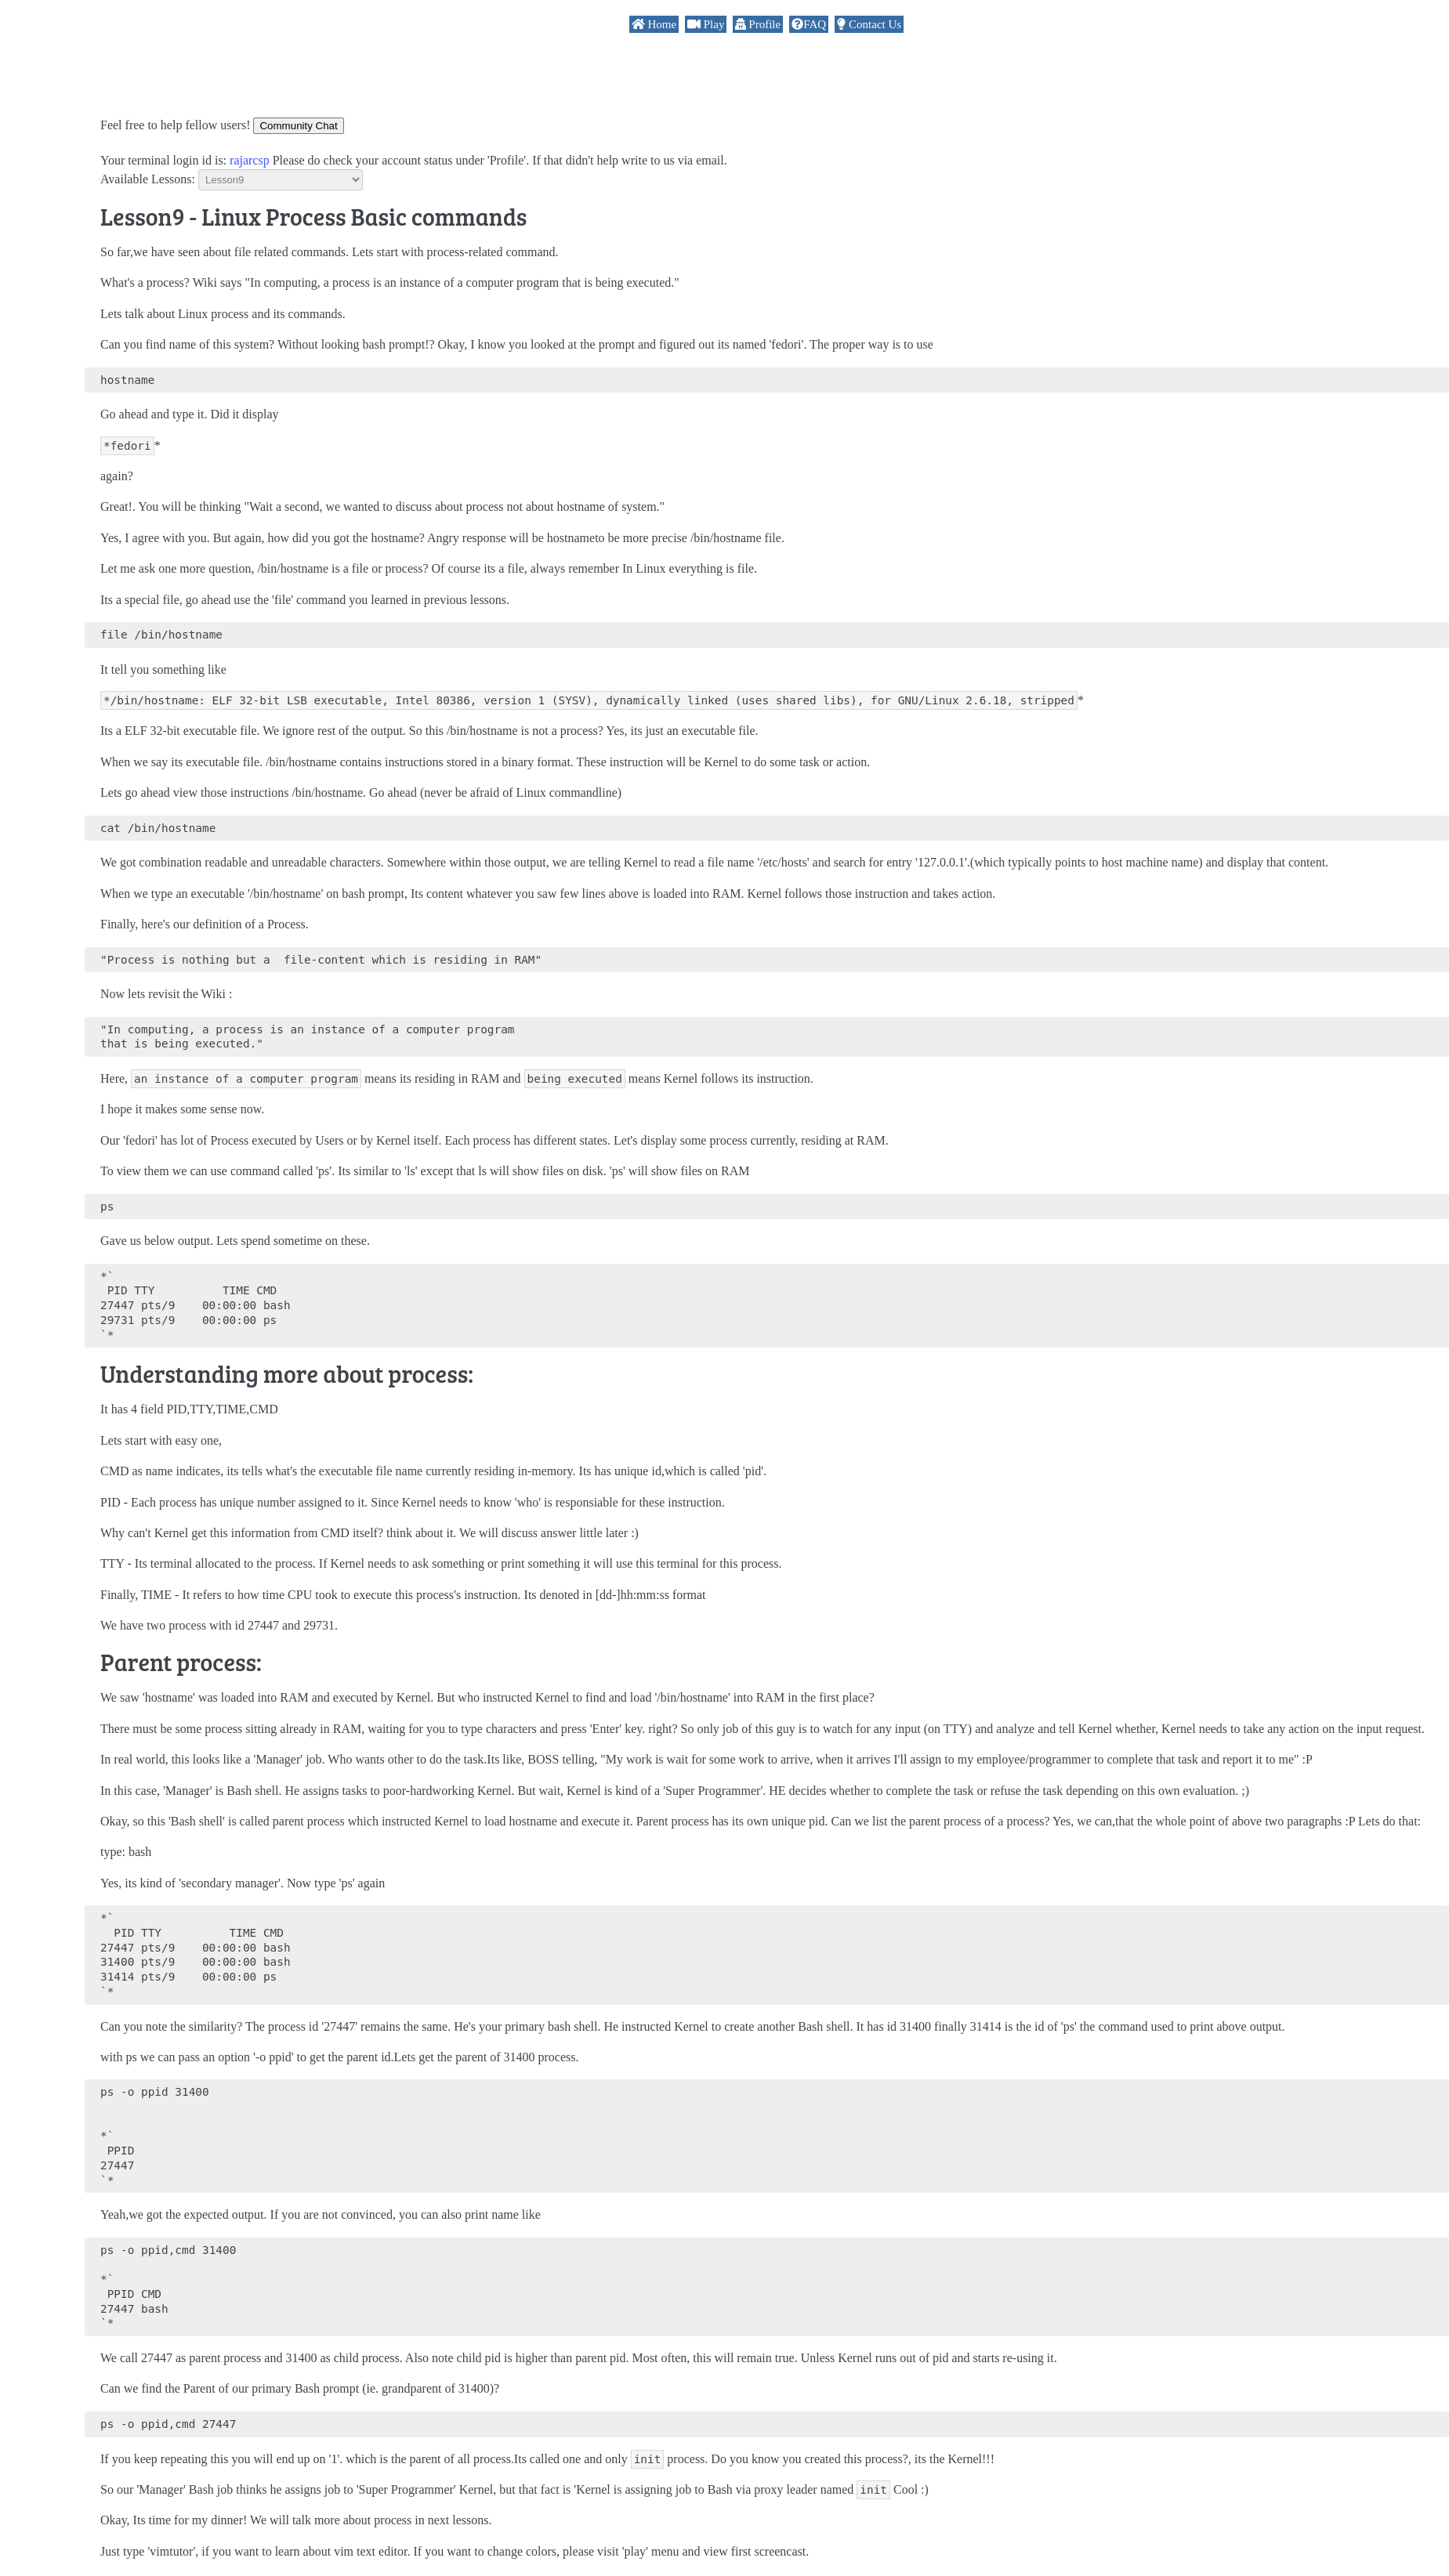 Home Play Profile FAQ Contact Us
Feel free to help fellow users! Community Chat
Your terminal login id is: rajarcsp Please do check your account status under 'Profile'. If that didn't help write to us via email.
Available Lessons: Lesson9
Lesson9 - Linux Process Basic commands
So far,we have seen about file related commands. Lets start with process-related command.
What's a process? Wiki says "In computing, a process is an instance of a computer program that is being executed."
Lets talk about Linux process and its commands.
Can you find name of this system? Without looking bash prompt!? Okay, I know you looked at the prompt and figured out its named 'fedori'. The proper way is to use
hostname
Go ahead and type it. Did it display
*fedori*
again?
Great!. You will be thinking "Wait a second, we wanted to discuss about process not about hostname of system."
Yes, I agree with you. But again, how did you got the hostname? Angry response will be hostnameto be more precise /bin/hostname file.
Let me ask one more question, /bin/hostname is a file or process? Of course its a file, always remember In Linux everything is file.
Its a special file, go ahead use the 'file' command you learned in previous lessons.
file /bin/hostname
It tell you something like
*/bin/hostname: ELF 32-bit LSB executable, Intel 80386, version 1 (SYSV), dynamically linked (uses shared libs), for GNU/Linux 2.6.18, stripped*
Its a ELF 32-bit executable file. We ignore rest of the output. So this /bin/hostname is not a process? Yes, its just an executable file.
When we say its executable file. /bin/hostname contains instructions stored in a binary format. These instruction will be Kernel to do some task or action.
Lets go ahead view those instructions /bin/hostname. Go ahead (never be afraid of Linux commandline)
cat /bin/hostname
We got combination readable and unreadable characters. Somewhere within those output, we are telling Kernel to read a file name '/etc/hosts' and search for entry '127.0.0.1'.(which typically points to host machine name) and display that content.
When we type an executable '/bin/hostname' on bash prompt, Its content whatever you saw few lines above is loaded into RAM. Kernel follows those instruction and takes action.
Finally, here's our definition of a Process.
"Process is nothing but a  file-content which is residing in RAM"
Now lets revisit the Wiki :
"In computing, a process is an instance of a computer program
that is being executed."
Here, an instance of a computer program means its residing in RAM and being executed means Kernel follows its instruction.
I hope it makes some sense now.
Our 'fedori' has lot of Process executed by Users or by Kernel itself. Each process has different states. Let's display some process currently, residing at RAM.
To view them we can use command called 'ps'. Its similar to 'ls' except that ls will show files on disk. 'ps' will show files on RAM
ps
Gave us below output. Lets spend sometime on these.
*`
 PID TTY          TIME CMD
27447 pts/9    00:00:00 bash
29731 pts/9    00:00:00 ps
`*
Understanding more about process:
It has 4 field PID,TTY,TIME,CMD
Lets start with easy one,
CMD as name indicates, its tells what's the executable file name currently residing in-memory. Its has unique id,which is called 'pid'.
PID - Each process has unique number assigned to it. Since Kernel needs to know 'who' is responsiable for these instruction.
Why can't Kernel get this information from CMD itself? think about it. We will discuss answer little later :)
TTY - Its terminal allocated to the process. If Kernel needs to ask something or print something it will use this terminal for this process.
Finally, TIME - It refers to how time CPU took to execute this process's instruction. Its denoted in [dd-]hh:mm:ss format
We have two process with id 27447 and 29731.
Parent process:
We saw 'hostname' was loaded into RAM and executed by Kernel. But who instructed Kernel to find and load '/bin/hostname' into RAM in the first place?
There must be some process sitting already in RAM, waiting for you to type characters and press 'Enter' key. right? So only job of this guy is to watch for any input (on TTY) and analyze and tell Kernel whether, Kernel needs to take any action on the input request.
In real world, this looks like a 'Manager' job. Who wants other to do the task.Its like, BOSS telling, "My work is wait for some work to arrive, when it arrives I'll assign to my employee/programmer to complete that task and report it to me" :P
In this case, 'Manager' is Bash shell. He assigns tasks to poor-hardworking Kernel. But wait, Kernel is kind of a 'Super Programmer'. HE decides whether to complete the task or refuse the task depending on this own evaluation. ;)
Okay, so this 'Bash shell' is called parent process which instructed Kernel to load hostname and execute it. Parent process has its own unique pid. Can we list the parent process of a process? Yes, we can,that the whole point of above two paragraphs :P Lets do that:
type: bash
Yes, its kind of 'secondary manager'. Now type 'ps' again
*`
  PID TTY          TIME CMD
27447 pts/9    00:00:00 bash
31400 pts/9    00:00:00 bash
31414 pts/9    00:00:00 ps
`*
Can you note the similarity? The process id '27447' remains the same. He's your primary bash shell. He instructed Kernel to create another Bash shell. It has id 31400 finally 31414 is the id of 'ps' the command used to print above output.
with ps we can pass an option '-o ppid' to get the parent id.Lets get the parent of 31400 process.
ps -o ppid 31400
*`
 PPID
27447
`*
Yeah,we got the expected output. If you are not convinced, you can also print name like
ps -o ppid,cmd 31400
*`
 PPID CMD
27447 bash
`*
We call 27447 as parent process and 31400 as child process. Also note child pid is higher than parent pid. Most often, this will remain true. Unless Kernel runs out of pid and starts re-using it.
Can we find the Parent of our primary Bash prompt (ie. grandparent of 31400)?
ps -o ppid,cmd 27447
If you keep repeating this you will end up on '1'. which is the parent of all process.Its called one and only init process. Do you know you created this process?, its the Kernel!!!
So our 'Manager' Bash job thinks he assigns job to 'Super Programmer' Kernel, but that fact is 'Kernel is assigning job to Bash via proxy leader named init Cool :)
Okay, Its time for my dinner! We will talk more about process in next lessons.
Just type 'vimtutor', if you want to learn about vim text editor. If you want to change colors, please visit 'play' menu and view first screencast.